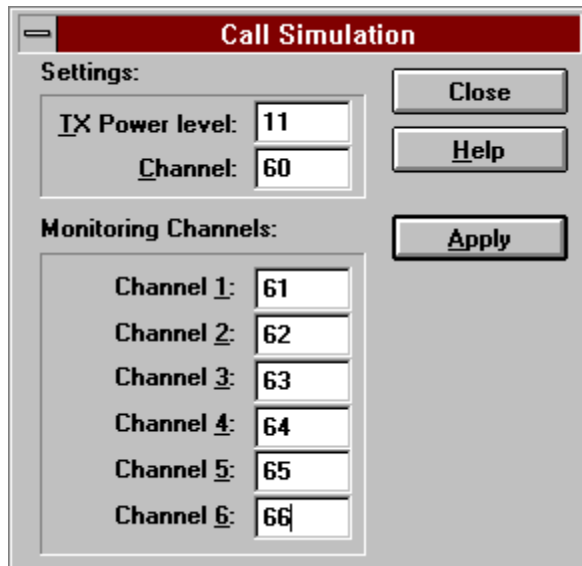 Call Simulation
Settings:
TX Power level: 11
Channel: 60
Close
Help
Monitoring Channels:
Apply
Channel 1: 61
Channel 2: 62
Channel 3: 63
Channel 4: 64
Channel 5: 65
Channel 6: 66